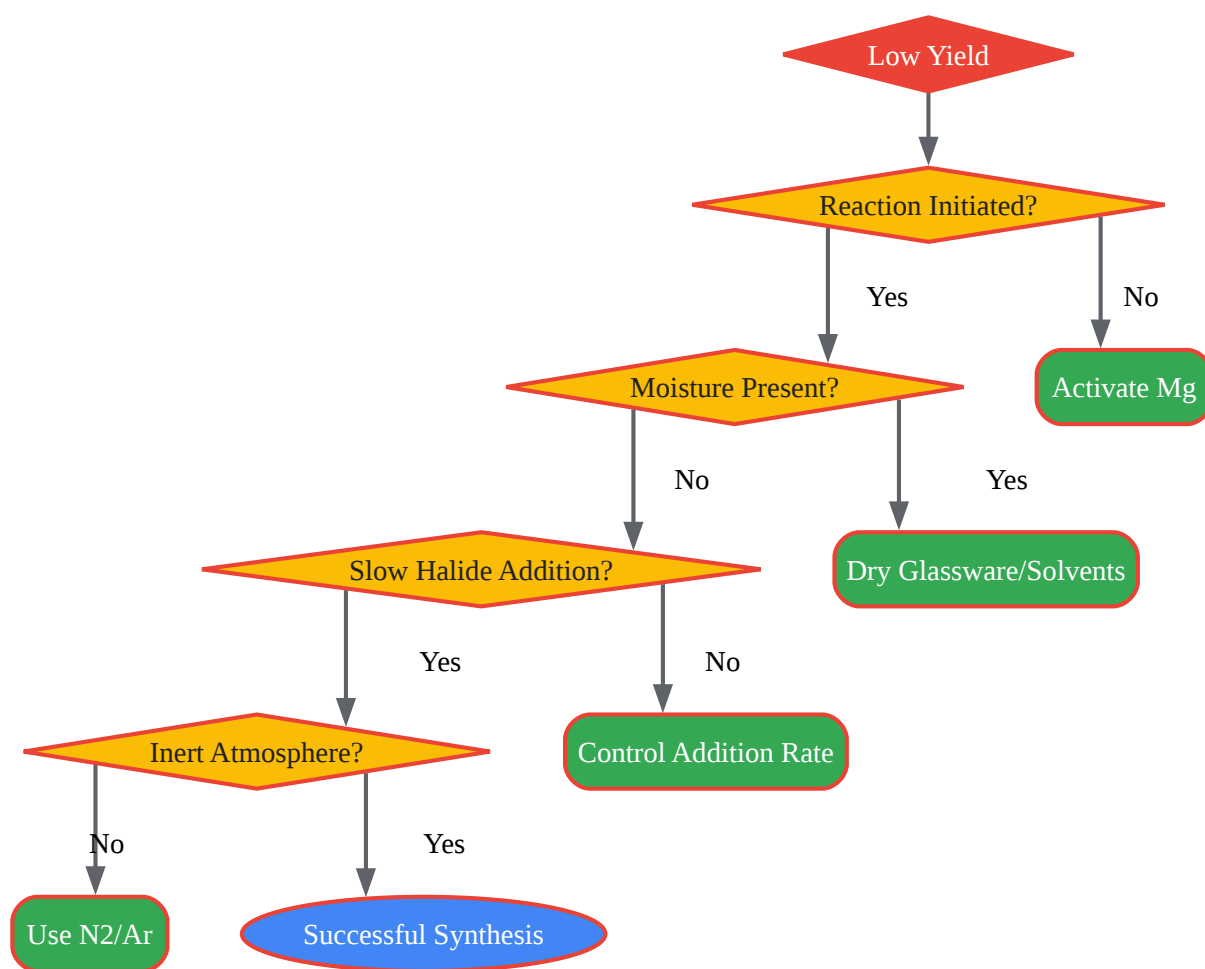 Low Yield
Reaction Initiated?
Yes
No
Moisture Present?
Activate Mg
No
Yes
Slow Halide Addition?
Dry Glassware/Solvents
Yes
No
Inert Atmosphere?
Control Addition Rate
No
Yes
Use N2/Ar
Successful Synthesis